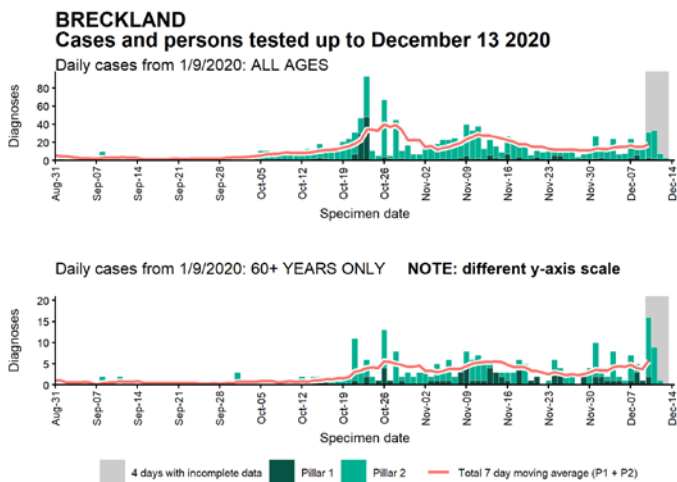 BRECKLAND
Cases and persons tested up to December 13 2020
Daily cases from 1/9/2020: ALL AGES
Diagnoses
80
60
40
20
0
Aug-31 Sep-07 Sep-14 Sep-21 Sep-28 Oct-05 Oct-12 Oct-19 Oct-26 Nov-02 Nov-09 Nov-16 Nov-23 Nov-30 Dec-07 Dec-14
Specimen date
Daily cases from 1/9/2020: 60+ YEARS ONLY NOTE: different y-axis scale
Diagnoses
20
15
10
5
0
Aug-31 Sep-07 Sep-14 Sep-21 Sep-28 Oct-05 Oct-12 Oct-19 Oct-26 Nov-02 Nov-09 Nov-16 Nov-23 Nov-30 Dec-07 Dec-14
Specimen date
4 days with incomplete data Pillar 1 Pillar 2 Total 7 day moving average (P1 + P2)